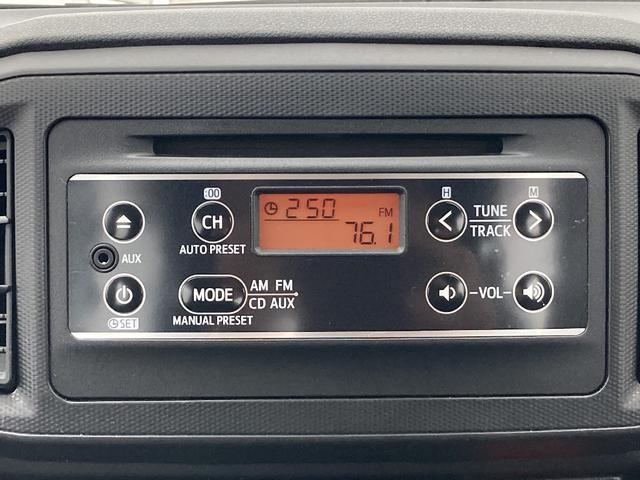 :00
H
M
2:50
FM
76.1
CH
AUTO PRESET
TUNE
TRACK
AUX
MODE
AM FM
CD AUX
MANUAL PRESET
-VOL-
SET